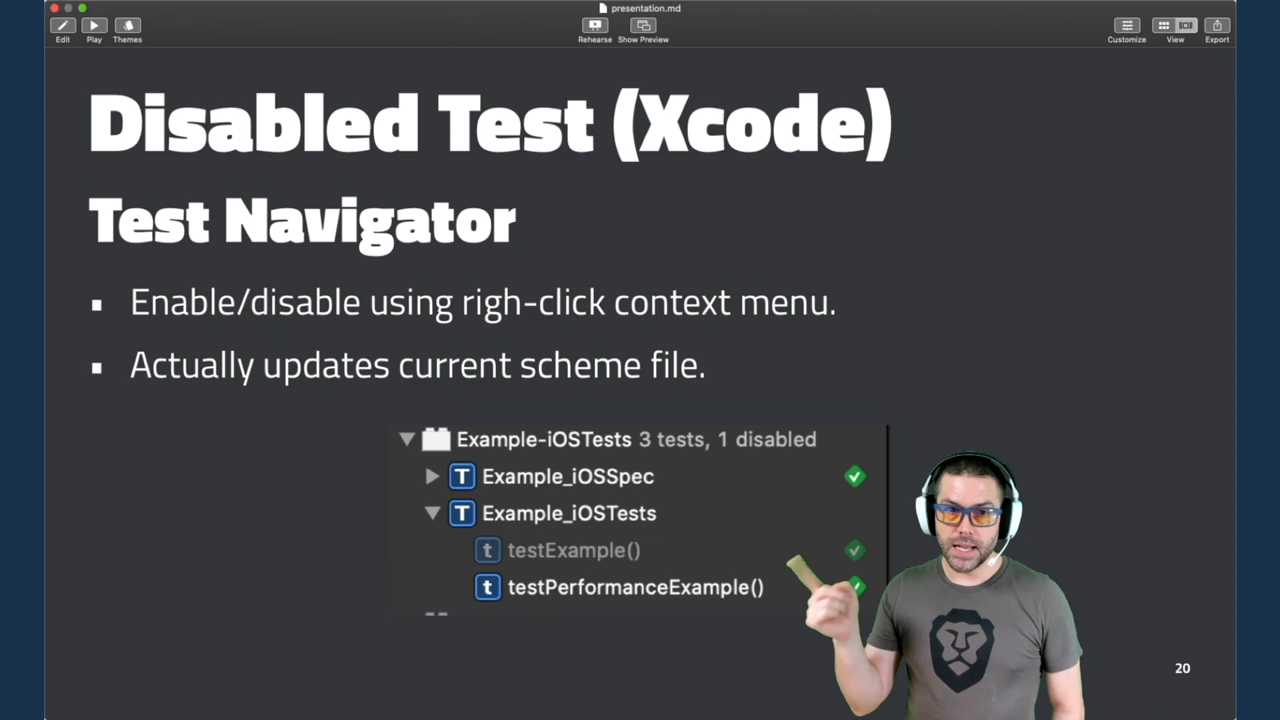 presentation.md
Edit
Play
Themes
Rehearse
Show Preview
Customize
View
Export
Disabled Test (Xcode)
Test Navigator
▪ Enable/disable using righ-click context menu.
▪ Actually updates current scheme file.
Example-iOSTests 3 tests, 1 disabled
T Example_iOSSpec
T Example_iOSTests
t testExample()
t testPerformanceExample()
20